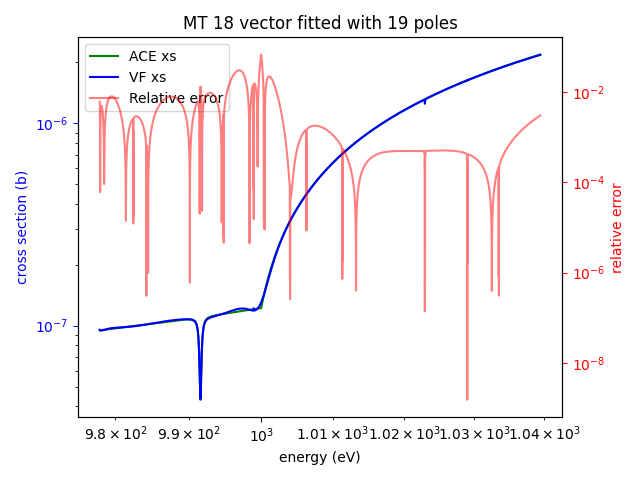 MT 18 vector fitted with 19 poles
ACE xs
VF xs
Relative error
cross section (b)
10⁻⁶
10⁻⁷
10⁻²
10⁻⁴
10⁻⁶
10⁻⁸
relative error
9.8 × 10² 9.9 × 10² 10³ 1.01 × 10³ 1.02 × 10³ 1.03 × 10³ 1.04 × 10³
energy (eV)